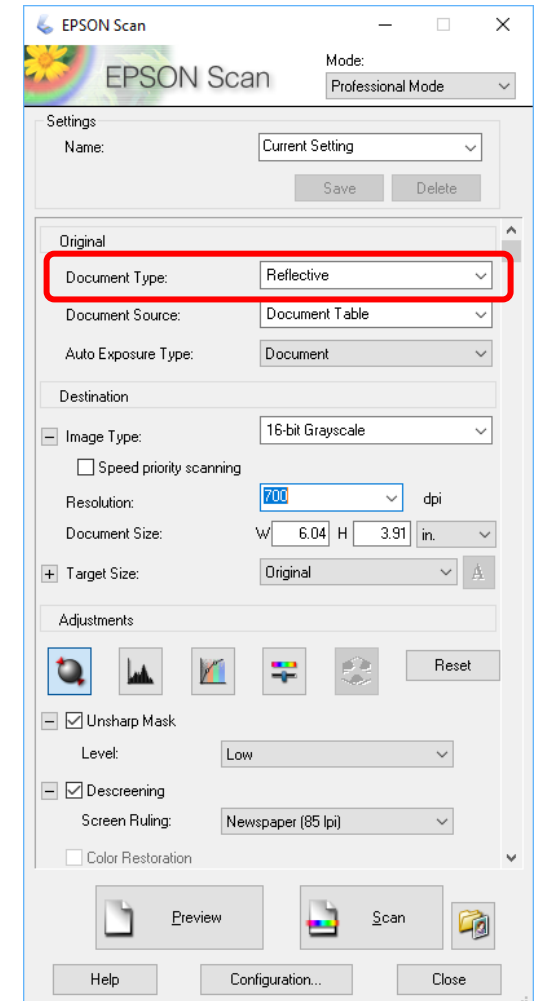 EPSON Scan
EPSON Scan
Mode:
Professional Mode
Settings
Name: Current Setting
Save Delete
Original
Document Type: Reflective
Document Source: Document Table
Auto Exposure Type: Document
Destination
Image Type: 16-bit Grayscale
Speed priority scanning
Resolution: 700 dpi
Document Size: W 6.04 H 3.91 in.
Target Size: Original A
Adjustments
Reset
Unsharp Mask
Level: Low
Descreening
Screen Ruling: Newspaper (85 lpi)
Color Restoration
Preview Scan
Help Configuration... Close